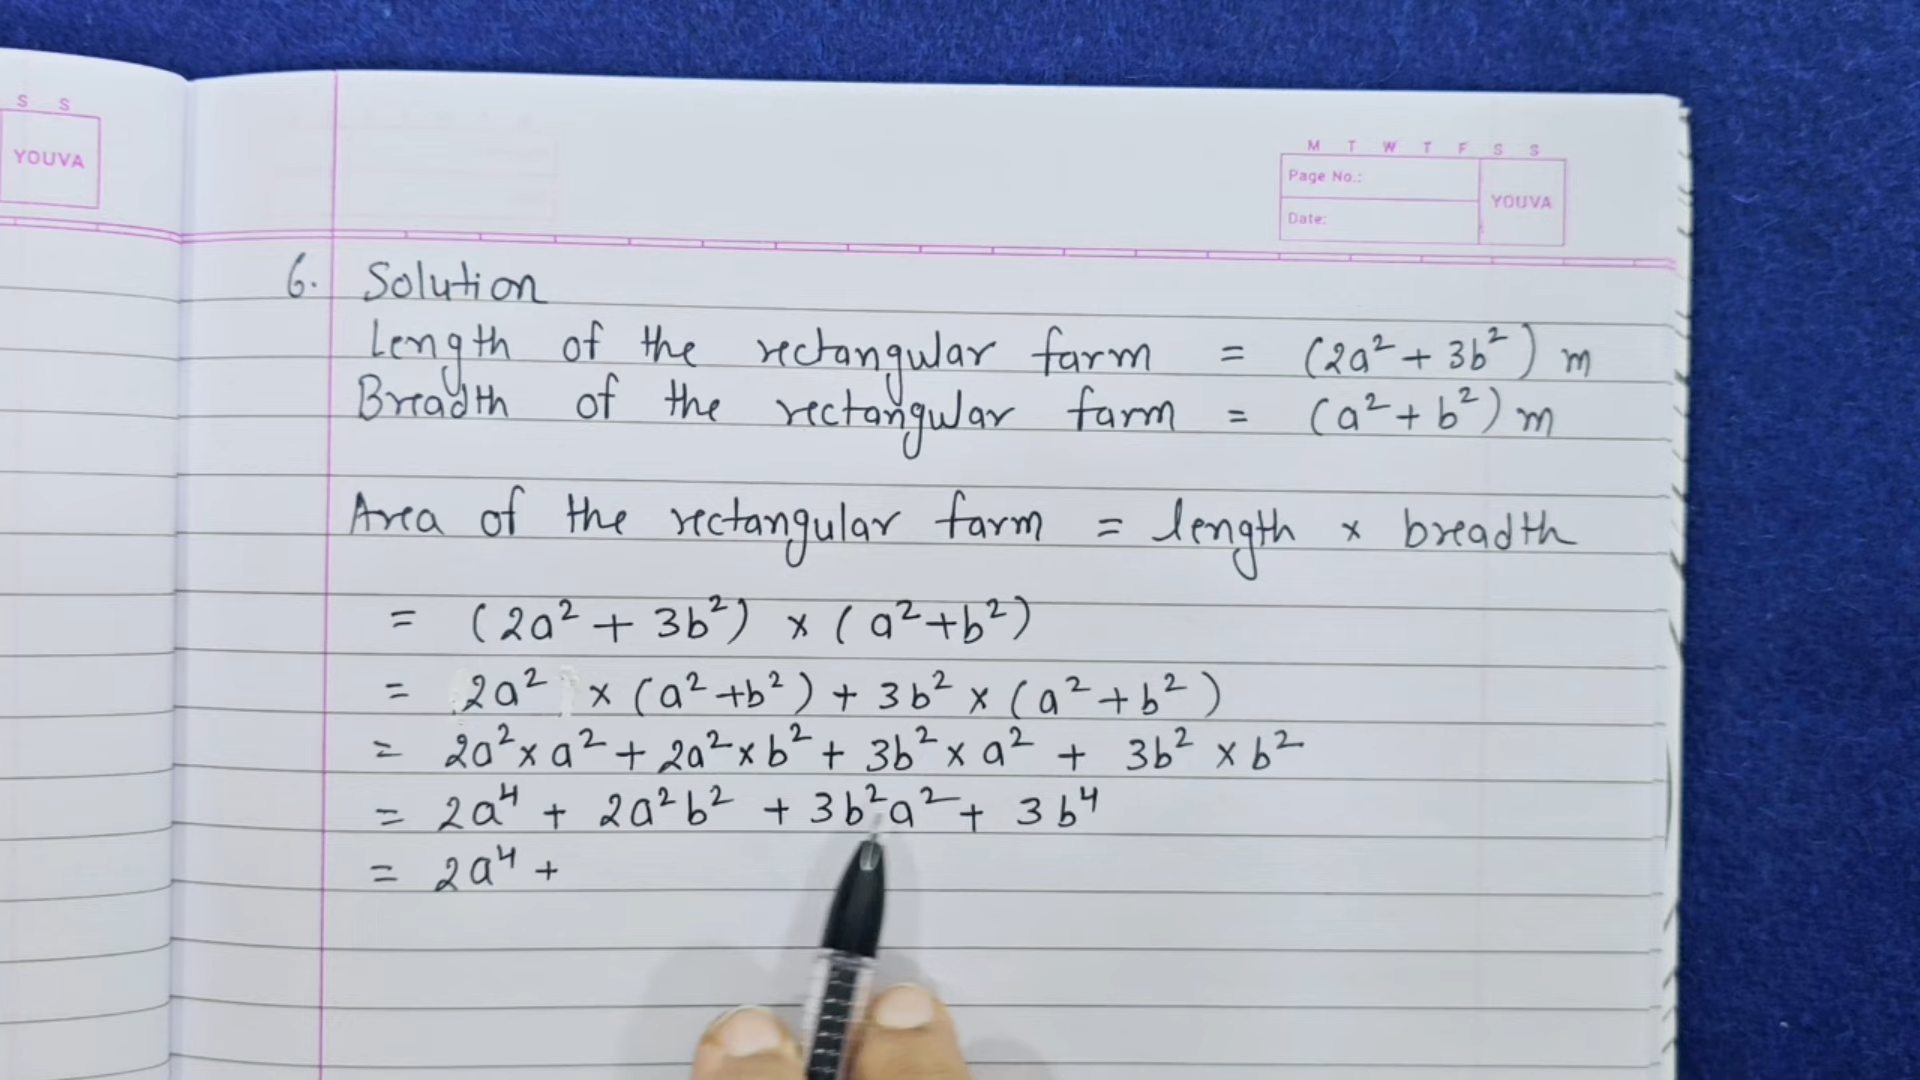 S S
YOUVA
M T W T F S S
Page No.:
YOUVA
Date:
6. Solution
Length of the rectangular farm = (2a² + 3b²) m
Breadth of the rectangular farm = (a² + b²) m
Area of the rectangular farm = length × breadth
= (2a² + 3b²) × (a² + b²)
= 2a² × (a² + b²) + 3b² × (a² + b²)
= 2a² × a² + 2a² × b² + 3b² × a² + 3b² × b²
= 2a⁴ + 2a²b² + 3b²a² + 3b⁴
= 2a⁴ +